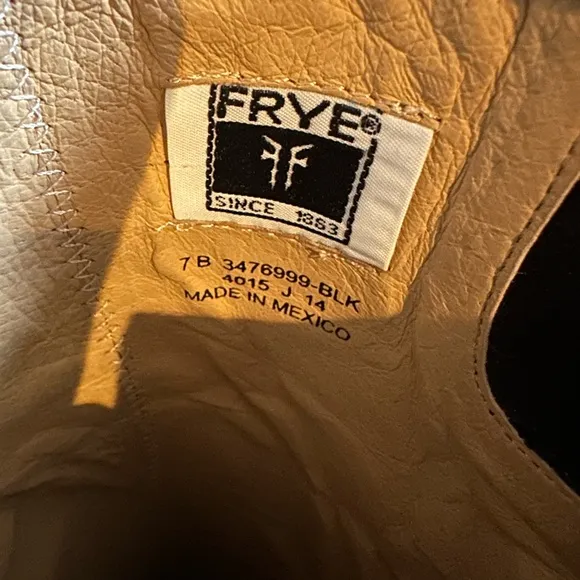 FRYE®
SINCE 1863
7 B 3476999-BLK
4015 J 14
MADE IN MEXICO